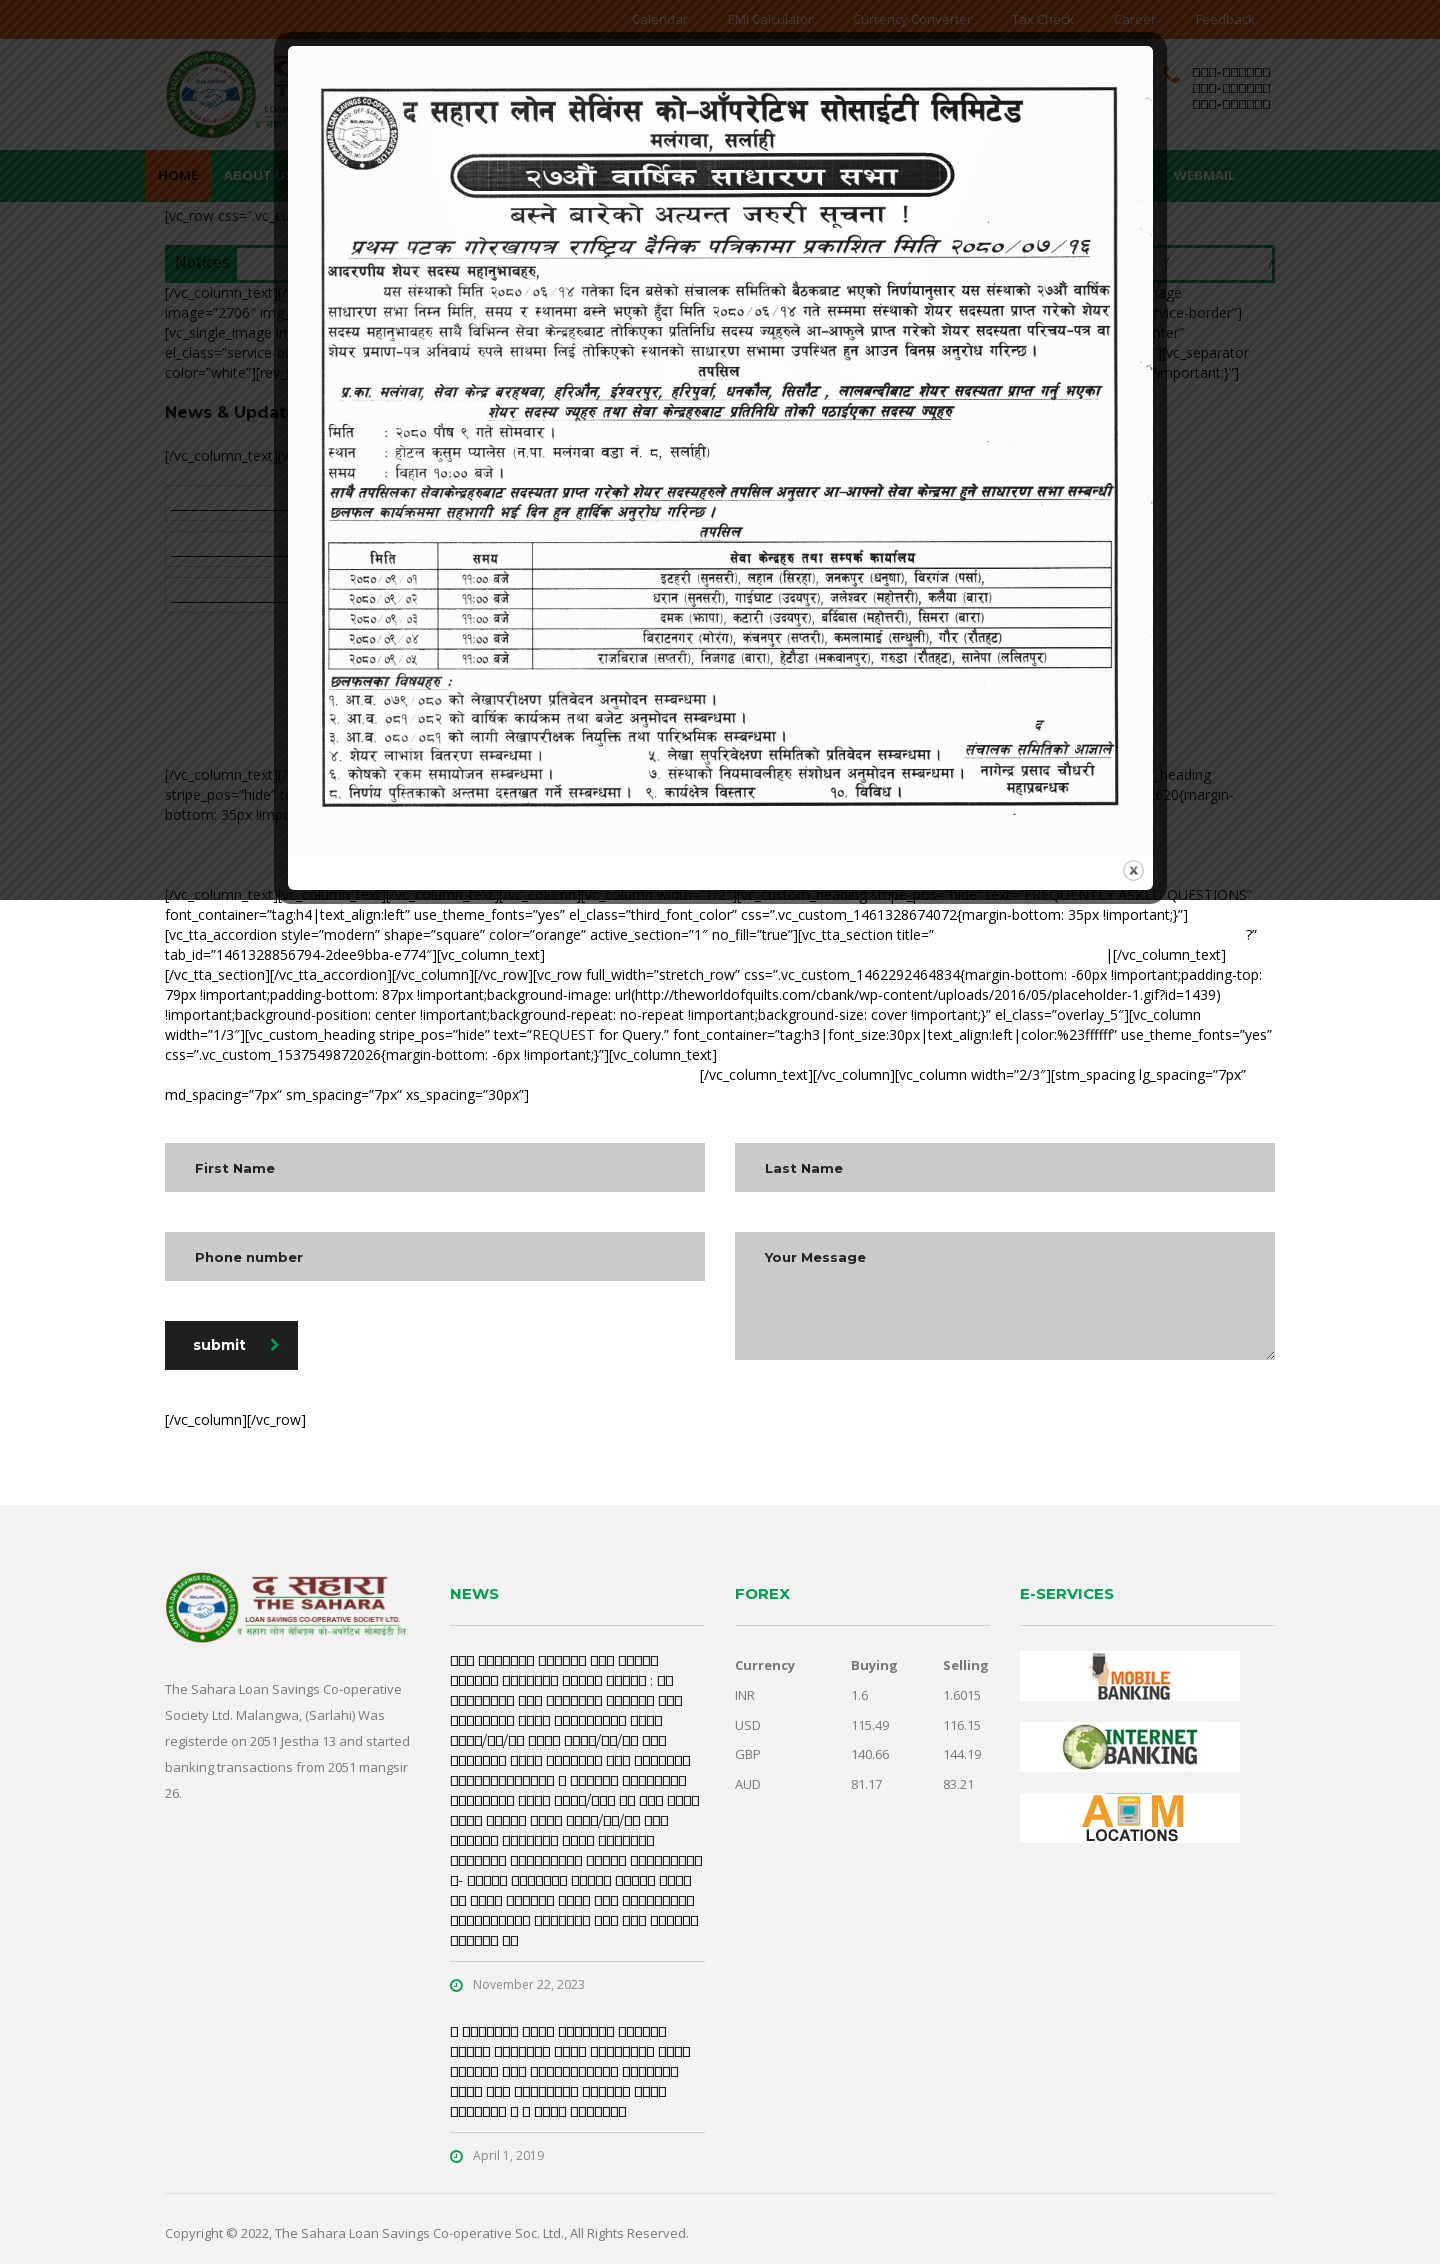 Calendar EMI Calculator Currency Converter Tax Check Career Feedback
HOME ABOUT US WEBMAIL
[vc_row css=”.vc_cu
Notices
[/vc_column_text][
image=”2706″ img
[vc_single_image
el_class=”service-bo ][vc_separator
color=”white”][rev important;}”]
News & Updat
[/vc_column_text][v
द सहारा लोन सेविंग्स को-ऑपरेटिभ सोसाईटी लिमिटेड
मलंगवा, सर्लाही
२७औं वार्षिक साधारण सभा
बस्ने बारेको अत्यन्त जरुरी सूचना !
प्रथम पटक गोरखापत्र राष्ट्रिय दैनिक पत्रिकामा प्रकाशित मिति २०८०/०७/१६
आदरणीय शेयर सदस्य महानुभावहरु,
यस संस्थाको मिति २०८०/०६/१४ गतेका दिन बसेको संचालक समितिको बैठकबाट भएको निर्णयानुसार यस संस्थाको २७औं वार्षिक
साधारण सभा निम्न मिति, समय र स्थानमा बस्ने भएको हुँदा मिति २०८०/०६/१४ गते सम्ममा यस संस्थामा शेयर सदस्यता प्राप्त गरेका शेयर
सदस्य महानुभावहरु साथै विभिन्न सेवा केन्द्रहरुबाट तोकिएका प्रतिनिधि सदस्य ज्यूहरुले आ-आफुले प्राप्त गरेको शेयर सदस्यता परिचय-पत्र वा
शेयर प्रमाण-पत्र अनिवार्य रुपले साथमा लिई तोकिएको स्थानको साधारण सभामा उपस्थित हुन आउन विनम्र अनुरोध गरिन्छ ।
तपसिल
प्र.का. मलंगवा, सेवा केन्द्र बरहथवा, हरिऔन, ईश्वरपुर, हरिपुर्वा, धनकौल, सिसौट , लालबन्दीबाट शेयर सदस्यता प्राप्त गर्नु भएका
शेयर सदस्य ज्यूहरु तथा सेवा केन्द्रहरुबाट प्रतिनिधि तोकी पठाईएका सदस्य ज्यूहरु
मिति : २०८० पौष ९ गते सोमवार ।
स्थान : होटल कुसुम प्यालेस (न.पा. मलंगवा वडा नं. ८, सर्लाही)
समय : विहान १०:०० बजे ।
साथै तपसिलका सेवाकेन्द्रहरुबाट सदस्यता प्राप्त गरेको शेयर सदस्यहरुले तपसिल अनुसार आ-आफ्नो सेवा केन्द्रमा हुने साधारण सभा सम्बन्धी
छलफल कार्यक्रममा सहभागी भई दिन हुन हार्दिक अनुरोध गरिन्छ ।
तपसिल
मिति समय सेवा केन्द्रहरु तथा सम्पर्क कार्यालय
२०८०/०९/०१ ११:०० बजे इटहरी (सुनसरी), लहान (सिरहा), जनकपुर (धनुषा), बिरगंज (पर्सा),
२०८०/०९/०२ ११:०० बजे धरान (सुनसरी), गाईघाट (उदयपुर), जलेश्वर (महोत्तरी), कलैया (बारा)
२०८०/०९/०३ ११:०० बजे दमक (झापा), कटारी (उदयपुर), बर्दिबास (महोत्तरी), सिमरा (बारा)
२०८०/०९/०४ ११:०० बजे विराटनगर (मोरंग), कंचनपुर (सप्तरी), कमलामाई (सन्धुली), गौर (रौतहट)
२०८०/०९/०५ ११:०० बजे राजविराज (सप्तरी), निजगढ (बारा), हेटौडा (मकवानपुर), गरुडा (रौतहट), सानेपा (ललितपुर)
छलफलका विषयहरु :
१. आ.व. ०७९/०८० को लेखापरीक्षण प्रतिवेदन अनुमोदन सम्बन्धमा ।
२. आ.व. ०८१/०८२ को वार्षिक कार्यक्रम तथा बजेट अनुमोदन सम्बन्धमा ।
३. आ.व. ०८०/०८१ को लागी लेखापरीक्षक नियुक्ति तथा पारिश्रमिक सम्बन्धमा ।
४. शेयर लाभांश वितरण सम्बन्धमा । ५. लेखा सुपरिवेक्षण समितिको प्रतिवेदन सम्बन्धमा ।
६. कोषको रकम समायोजन सम्बन्धमा । ७. संस्थाको नियमावलीहरु संशोधन अनुमोदन सम्बन्धमा ।
८. निर्णय पुस्तिकाको अन्तमा दस्तखत गर्ने सम्बन्धमा । ९. कार्यक्षेत्र विस्तार १०. विविध ।
द
संचालक समितिको आज्ञाले
नागेन्द्र प्रसाद चौधरी
महाप्रबन्धक
[/vc_column_text][ _heading
stripe_pos=”hide” te 620{margin-
bottom: 35px !impo
[/vc_column_text][vc_column_text][/vc_column_text][/vc_column][vc_column width=”1/2″][vc_custom_heading stripe_pos=”hide” text=”FREQUENTLY ASKED QUESTIONS”
font_container=”tag:h4|text_align:left” use_theme_fonts=”yes” el_class=”third_font_color” css=”.vc_custom_1461328674072{margin-bottom: 35px !important;}”]
[vc_tta_accordion style=”modern” shape=”square” color=”orange” active_section=”1″ no_fill=”true”][vc_tta_section title=” ?”
tab_id=”1461328856794-2dee9bba-e774″][vc_column_text] |[/vc_column_text]
[/vc_tta_section][/vc_tta_accordion][/vc_column][/vc_row][vc_row full_width=”stretch_row” css=”.vc_custom_1462292464834{margin-bottom: -60px !important;padding-top:
79px !important;padding-bottom: 87px !important;background-image: url(http://theworldofquilts.com/cbank/wp-content/uploads/2016/05/placeholder-1.gif?id=1439)
!important;background-position: center !important;background-repeat: no-repeat !important;background-size: cover !important;}” el_class=”overlay_5″][vc_column
width=”1/3″][vc_custom_heading stripe_pos=”hide” text=”REQUEST for Query.” font_container=”tag:h3|font_size:30px|text_align:left|color:%23ffffff” use_theme_fonts=”yes”
css=”.vc_custom_1537549872026{margin-bottom: -6px !important;}”][vc_column_text]
[/vc_column_text][/vc_column][vc_column width=”2/3″][stm_spacing lg_spacing=”7px”
md_spacing=”7px” sm_spacing=”7px” xs_spacing=”30px”]
First Name Last Name
Phone number Your Message
submit
[/vc_column][/vc_row]
द सहारा
THE SAHARA
LOAN SAVINGS CO-OPERATIVE SOCIETY LTD.
द सहारा लोन सेभिङ्गस को-अपरेटिभ सोसाईटी लि.
The Sahara Loan Savings Co-operative
Society Ltd. Malangwa, (Sarlahi) Was
registerde on 2051 Jestha 13 and started
banking transactions from 2051 mangsir
26.
NEWS
November 22, 2023
April 1, 2019
FOREX
Currency Buying Selling
INR 1.6 1.6015
USD 115.49 116.15
GBP 140.66 144.19
AUD 81.17 83.21
E-SERVICES
MOBILE
BANKING
INTERNET
BANKING
ATM
LOCATIONS
Copyright © 2022, The Sahara Loan Savings Co-operative Soc. Ltd., All Rights Reserved.